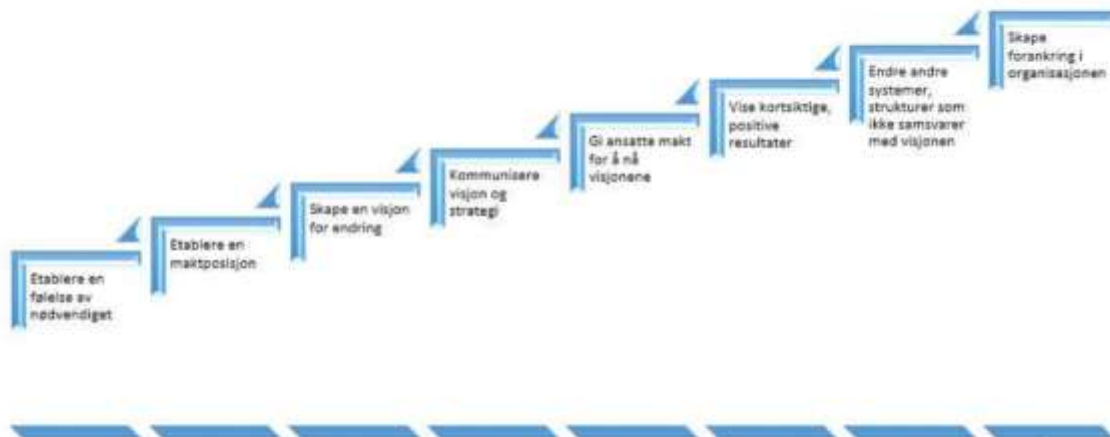 Etablere en
følelse av
nødvendiget
Etablere en
maktposisjon
Skape en visjon
for endring
Kommunisere
visjon og
strategi
Gi ansatte makt
for å nå
visjonene
Vise kortsiktige,
positive
resultater
Endre andre
systemer,
strukturer som
ikke samsvarer
med visjonen
Skape
forankring i
organisasjonen